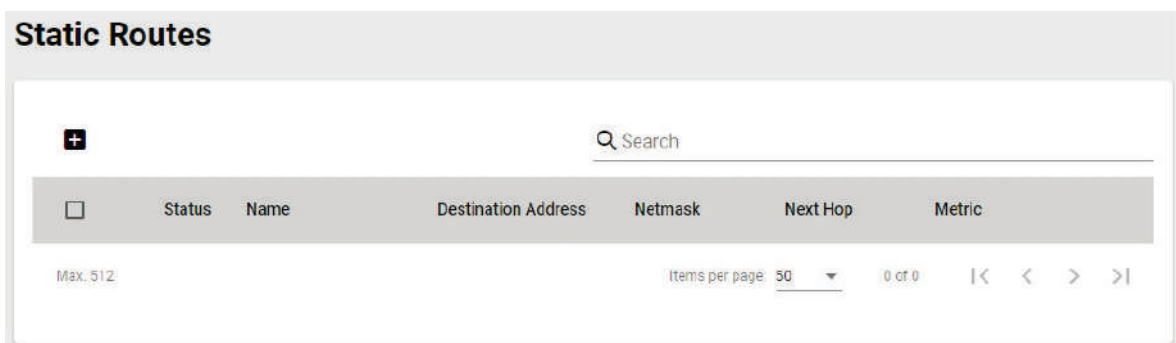 Static Routes
Search
Status Name Destination Address Netmask Next Hop Metric
Max. 512 Items per page 50 0 of 0